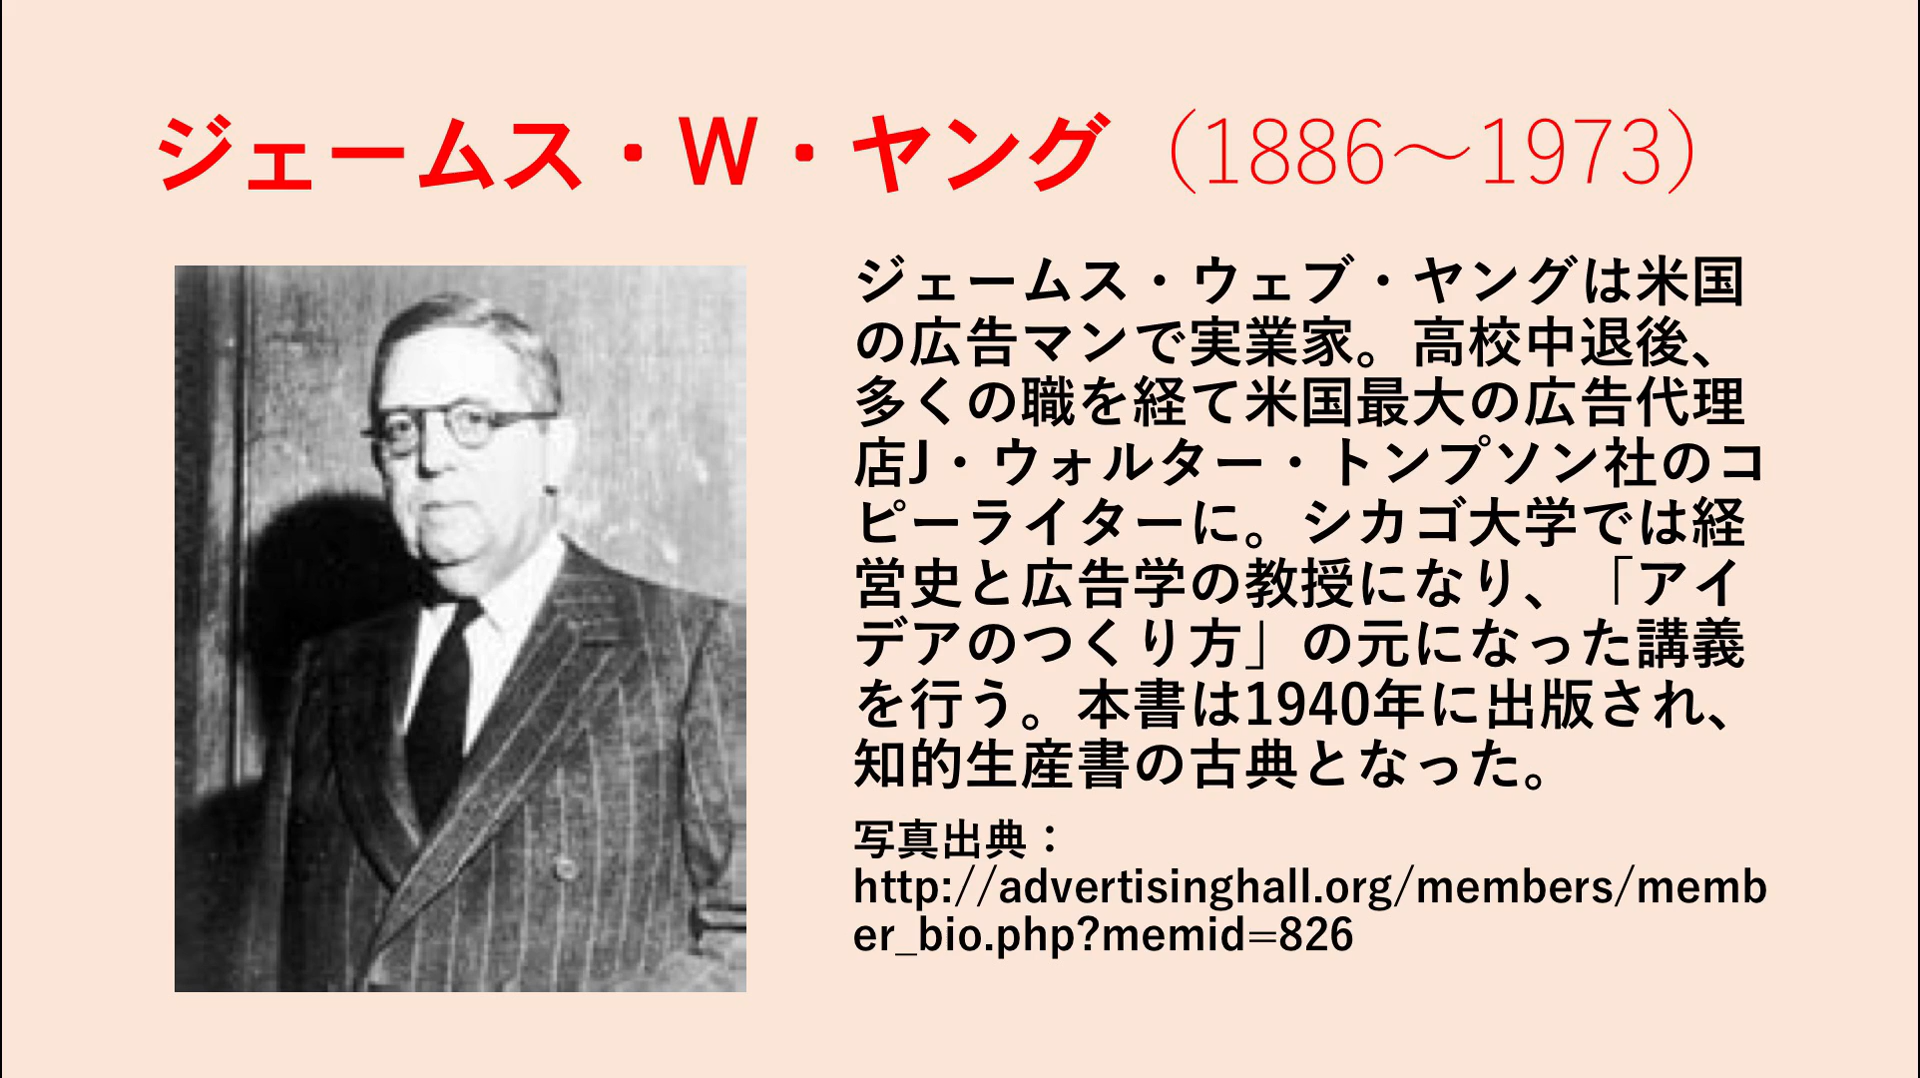 ジェームス・W・ヤング（1886～1973）
ジェームス・ウェブ・ヤングは米国
の広告マンで実業家。高校中退後、
多くの職を経て米国最大の広告代理
店J・ウォルター・トンプソン社のコ
ピーライターに。シカゴ大学では経
営史と広告学の教授になり、「アイ
デアのつくり方」の元になった講義
を行う。本書は1940年に出版され、
知的生産書の古典となった。
写真出典：
http://advertisinghall.org/members/memb
er_bio.php?memid=826